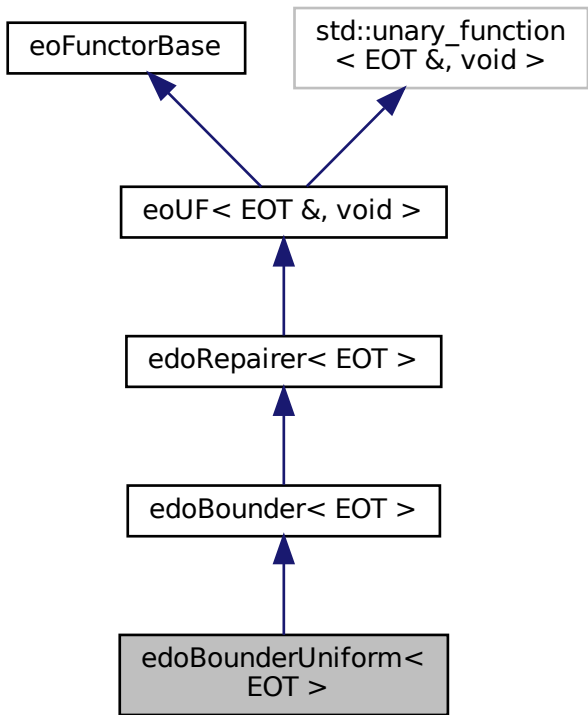 eoFunctorBase
std::unary_function
< EOT &, void >
eoUF< EOT &, void >
edoRepairer< EOT >
edoBounder< EOT >
edoBounderUniform<
EOT >